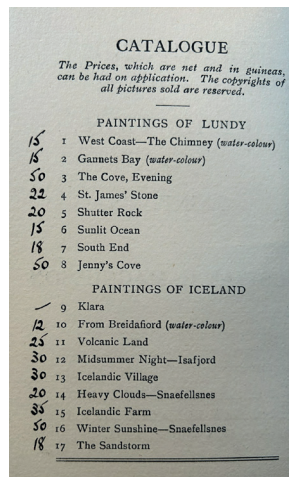 CATALOGUE
The Prices, which are net and in guineas,
can be had on application. The copyrights of
all pictures sold are reserved.
PAINTINGS OF LUNDY
15 1 West Coast—The Chimney (water-colour)
15 2 Gannets Bay (water-colour)
50 3 The Cove, Evening
22 4 St. James' Stone
20 5 Shutter Rock
15 6 Sunlit Ocean
18 7 South End
50 8 Jenny's Cove
PAINTINGS OF ICELAND
— 9 Klara
12 10 From Breidafiord (water-colour)
25 11 Volcanic Land
30 12 Midsummer Night—Isafjord
30 13 Icelandic Village
20 14 Heavy Clouds—Snaefellsnes
35 15 Icelandic Farm
50 16 Winter Sunshine—Snaefellsnes
18 17 The Sandstorm